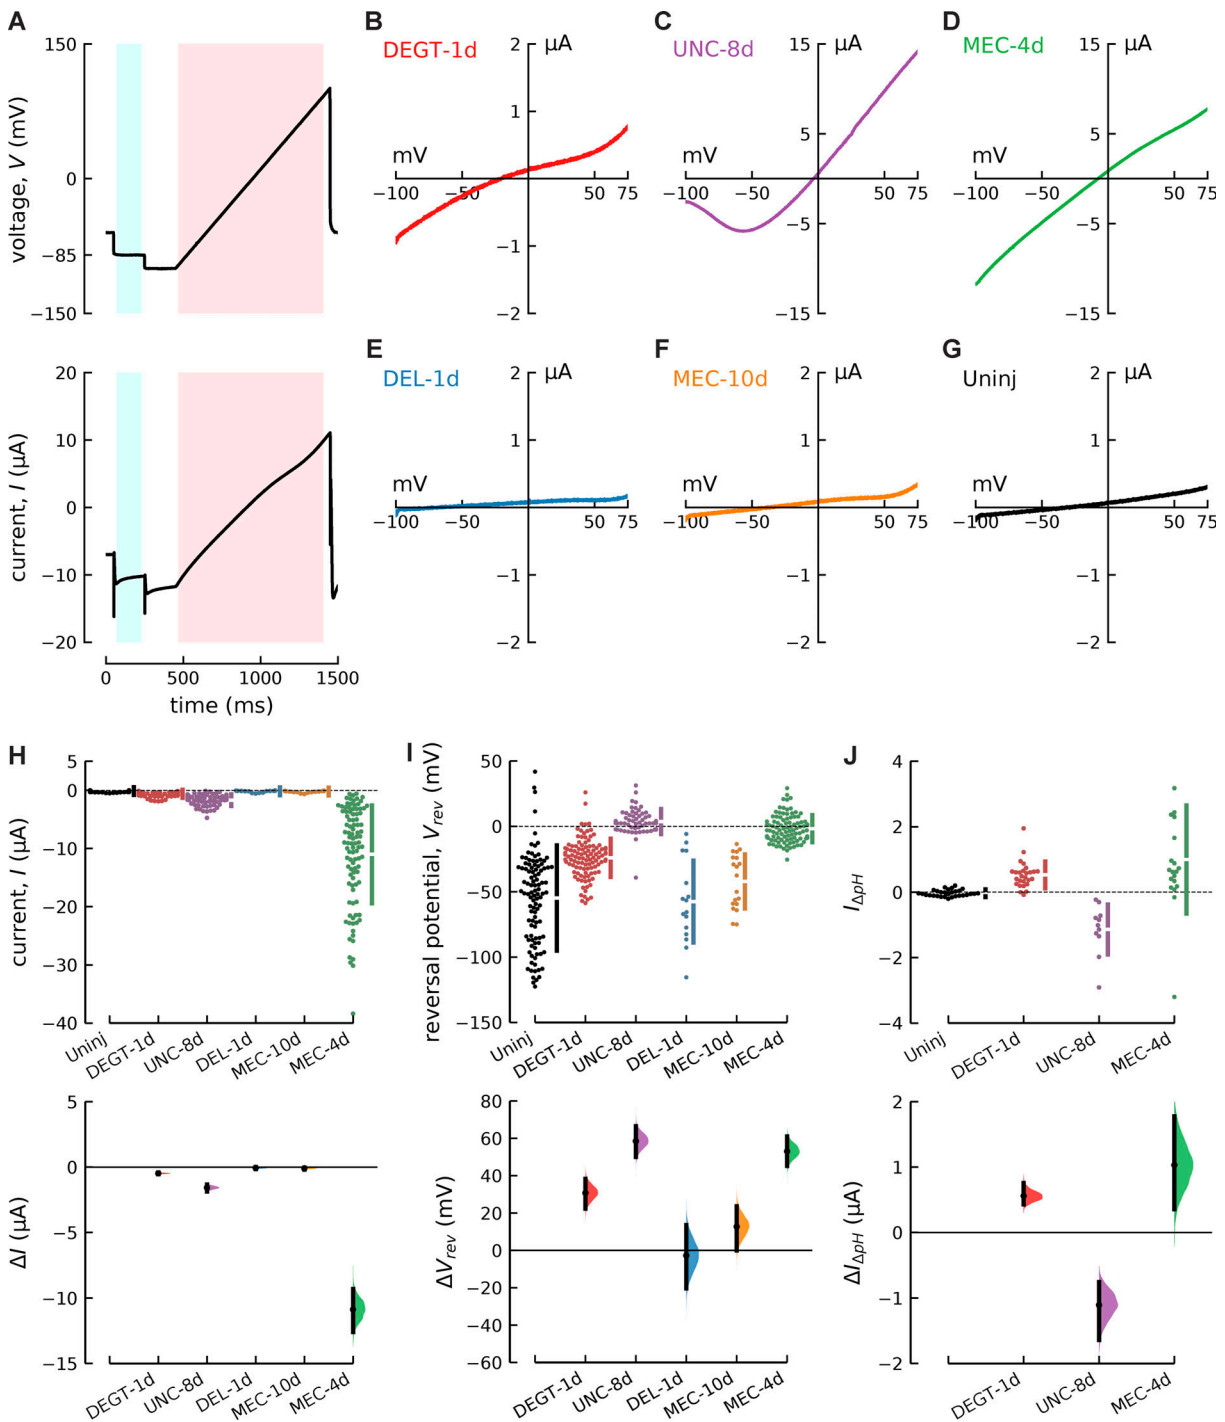 A
150
0
−85
−150
voltage, V (mV)
20
10
0
−10
−20
current, I (µA)
0
500
1000
1500
time (ms)
B
DEGT-1d
µA
mV
2
1
−1
−2
−100
50
75
C
UNC-8d
µA
mV
15
5
−5
−15
−100
50
75
D
MEC-4d
µA
mV
15
5
−5
−15
−100
50
75
E
DEL-1d
µA
mV
2
1
−1
−2
−100
−50
50
75
F
MEC-10d
µA
mV
2
1
−1
−2
−100
50
75
G
Uninj
µA
mV
2
1
−1
−2
−100
50
75
H
5
0
−10
−20
−30
−40
current, I (µA)
Uninj
DEGT-1d
UNC-8d
DEL-1d
MEC-10d
MEC-4d
5
0
−5
−10
−15
ΔI (µA)
DEGT-1d
UNC-8d
DEL-1d
MEC-10d
MEC-4d
I
50
0
−50
−100
−150
reversal potential, Vrev (mV)
Uninj
DEGT-1d
UNC-8d
DEL-1d
MEC-10d
MEC-4d
80
60
40
20
0
−20
−40
−60
ΔVrev (mV)
DEGT-1d
UNC-8d
DEL-1d
MEC-10d
MEC-4d
J
4
2
0
−2
−4
IΔpH
Uninj
DEGT-1d
UNC-8d
MEC-4d
2
1
0
−1
−2
ΔIΔpH (µA)
DEGT-1d
UNC-8d
MEC-4d